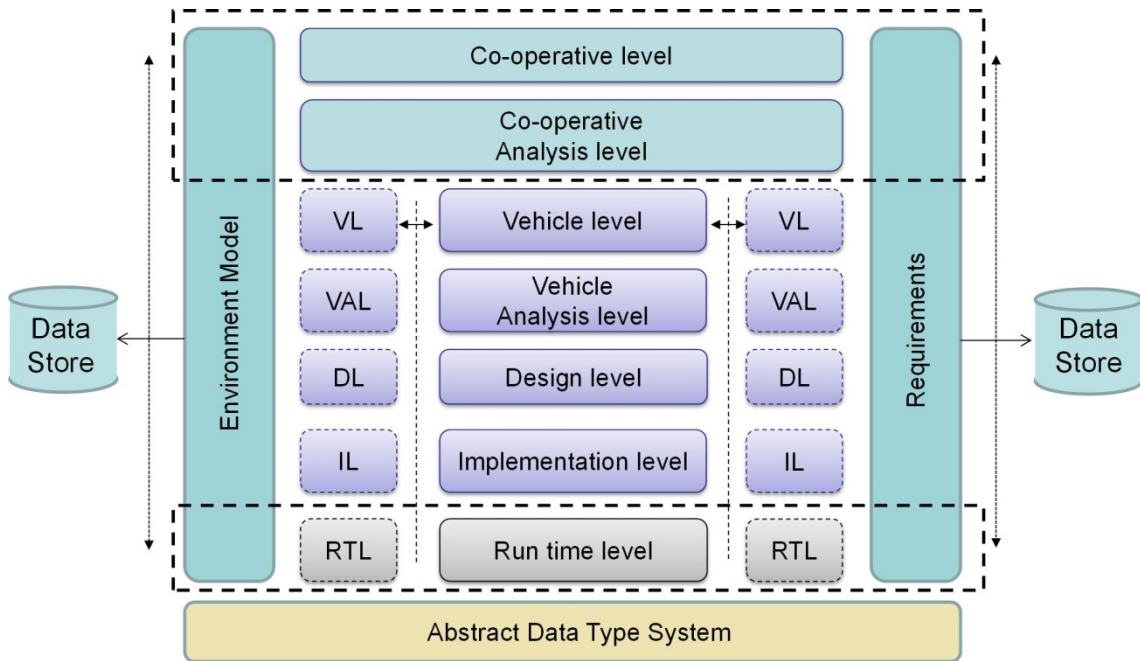 Co-operative level
Co-operative
Analysis level
VL
Vehicle level
VL
VAL
Vehicle
Analysis level
VAL
DL
Design level
DL
IL
Implementation level
IL
RTL
Run time level
RTL
Environment Model
Requirements
Data
Store
Data
Store
Abstract Data Type System